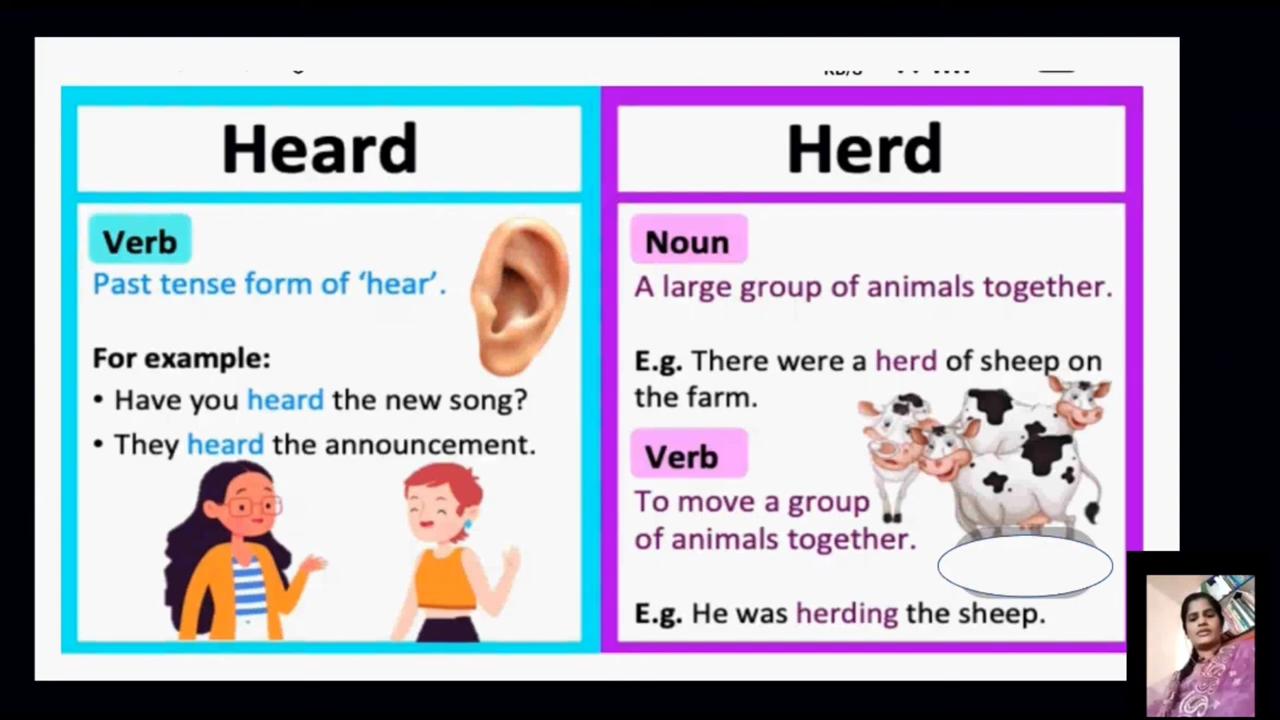 Heard
Verb
Past tense form of ‘hear’.
For example:
• Have you heard the new song?
• They heard the announcement.
Herd
Noun
A large group of animals together.
E.g. There were a herd of sheep on
the farm.
Verb
To move a group
of animals together.
E.g. He was herding the sheep.